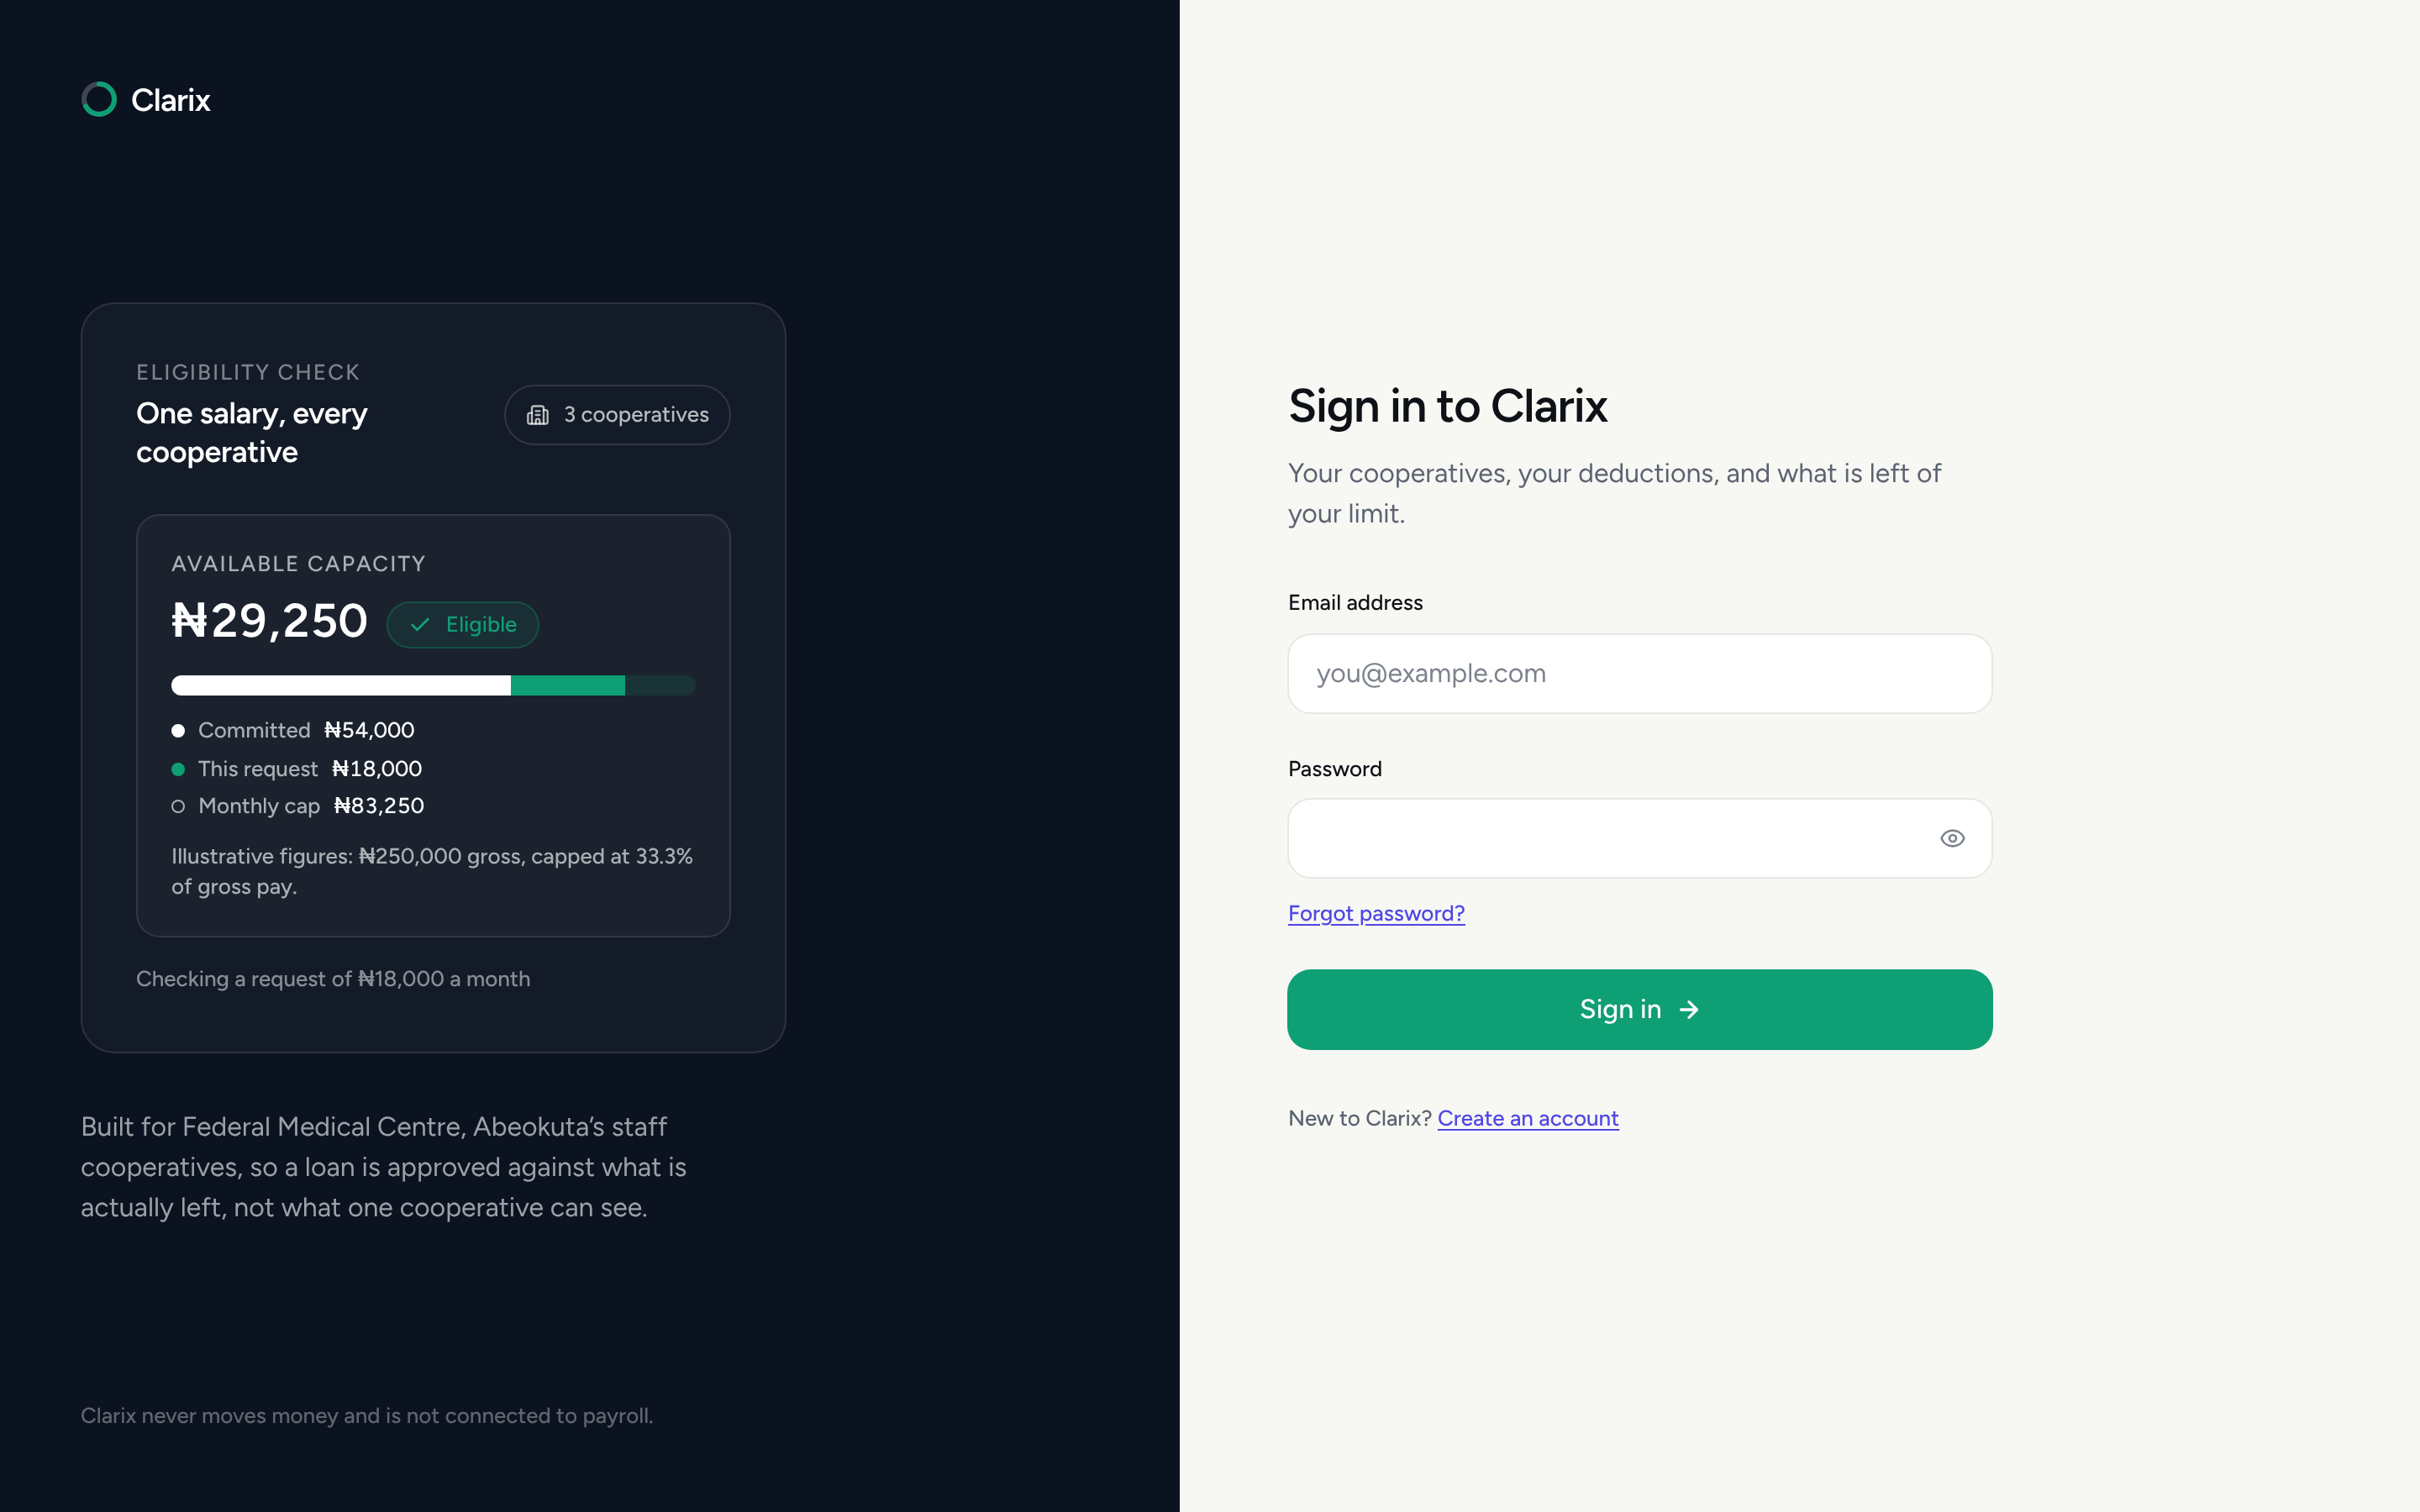 Clarix
ELIGIBILITY CHECK
One salary, every
cooperative
3 cooperatives
AVAILABLE CAPACITY
₦29,250
Eligible
Committed ₦54,000
This request ₦18,000
Monthly cap ₦83,250
Illustrative figures: ₦250,000 gross, capped at 33.3%
of gross pay.
Checking a request of ₦18,000 a month
Built for Federal Medical Centre, Abeokuta’s staff
cooperatives, so a loan is approved against what is
actually left, not what one cooperative can see.
Clarix never moves money and is not connected to payroll.
Sign in to Clarix
Your cooperatives, your deductions, and what is left of
your limit.
Email address
you@example.com
Password
Forgot password?
Sign in
New to Clarix? Create an account